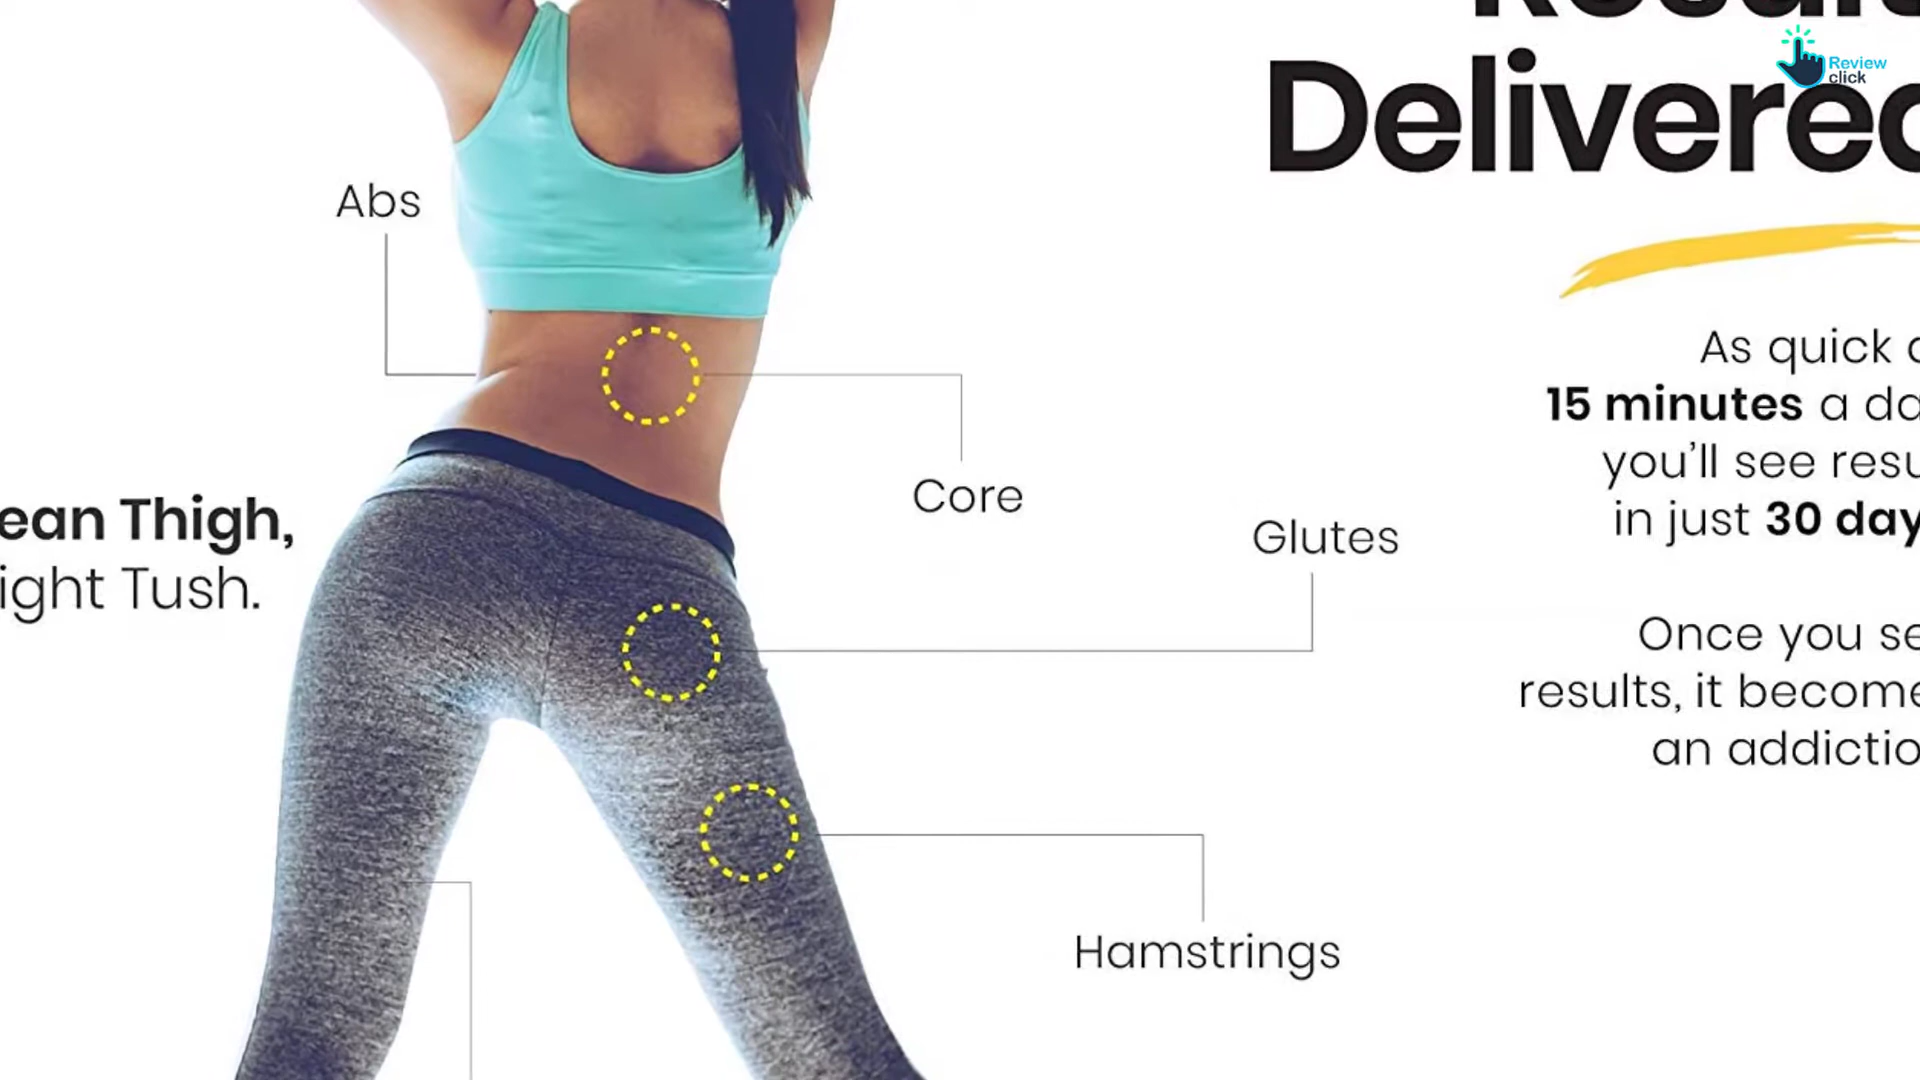 Delivered
Review
click
Abs
Core
Glutes
ean Thigh,
ight Tush.
As quick
15 minutes a da
you'll see resu
in just 30 day
Once you se
results, it become
an addictio
Hamstrings